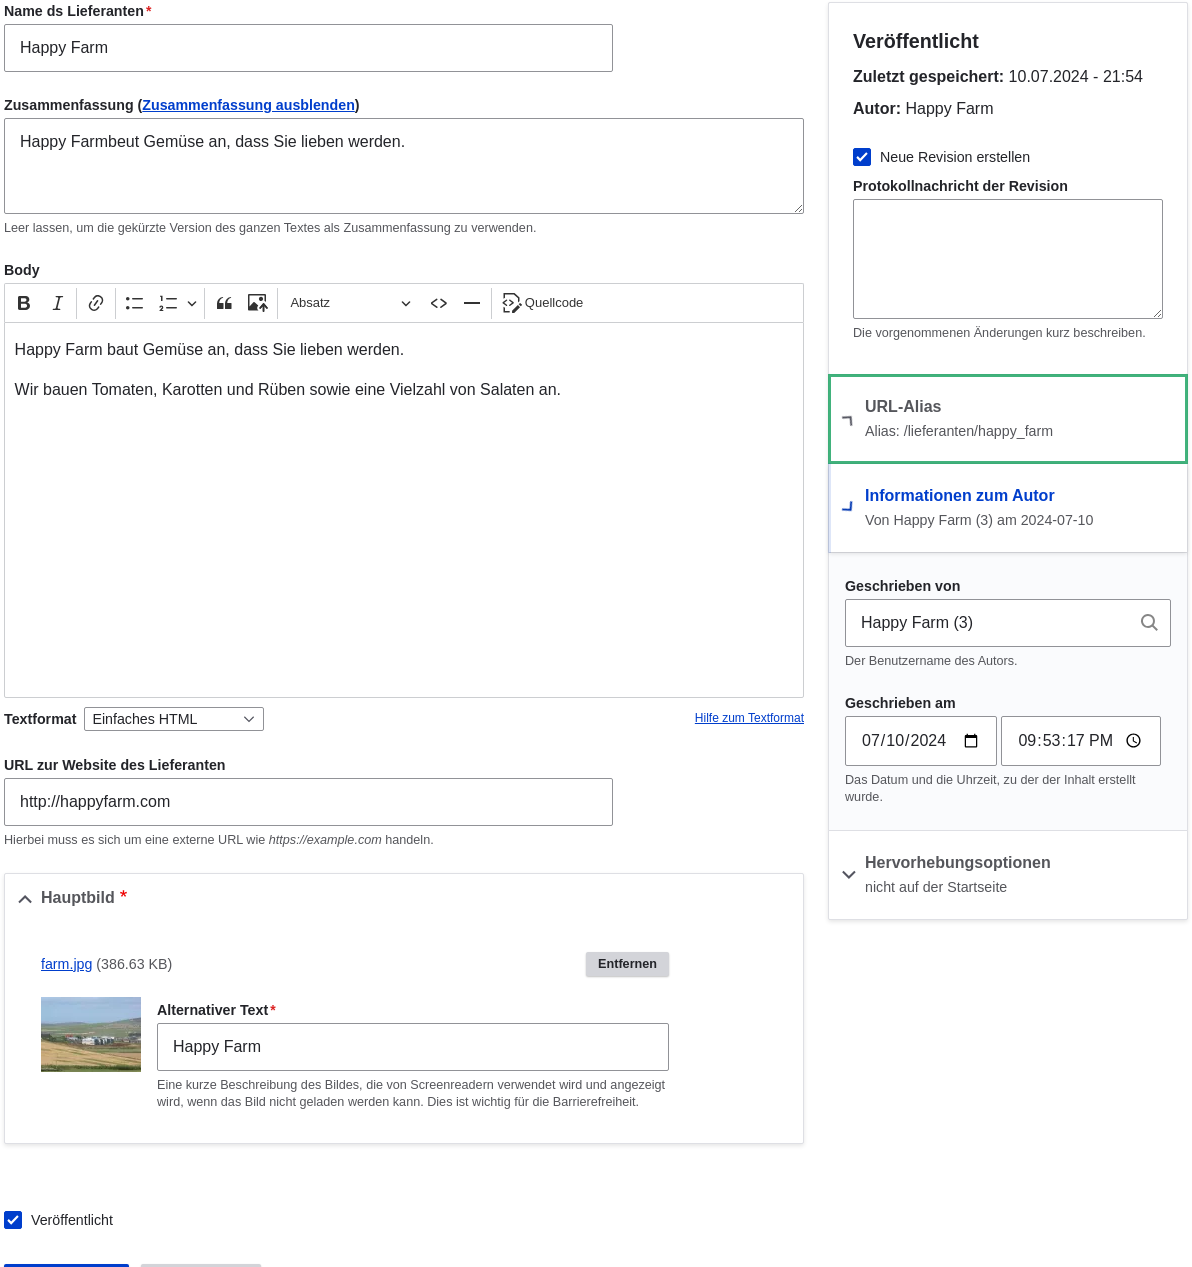 Name ds Lieferanten*
Happy Farm
Zusammenfassung (Zusammenfassung ausblenden)
Happy Farmbeut Gemüse an, dass Sie lieben werden.
Leer lassen, um die gekürzte Version des ganzen Textes als Zusammenfassung zu verwenden.
Body
Absatz
Quellcode
Happy Farm baut Gemüse an, dass Sie lieben werden.
Wir bauen Tomaten, Karotten und Rüben sowie eine Vielzahl von Salaten an.
Textformat
Einfaches HTML
Hilfe zum Textformat
URL zur Website des Lieferanten
http://happyfarm.com
Hierbei muss es sich um eine externe URL wie https://example.com handeln.
Hauptbild *
farm.jpg (386.63 KB)
Entfernen
Alternativer Text*
Happy Farm
Eine kurze Beschreibung des Bildes, die von Screenreadern verwendet wird und angezeigt
wird, wenn das Bild nicht geladen werden kann. Dies ist wichtig für die Barrierefreiheit.
Veröffentlicht
Veröffentlicht
Zuletzt gespeichert: 10.07.2024 - 21:54
Autor: Happy Farm
Neue Revision erstellen
Protokollnachricht der Revision
Die vorgenommenen Änderungen kurz beschreiben.
URL-Alias
Alias: /lieferanten/happy_farm
Informationen zum Autor
Von Happy Farm (3) am 2024-07-10
Geschrieben von
Happy Farm (3)
Der Benutzername des Autors.
Geschrieben am
07/10/2024
09:53:17 PM
Das Datum und die Uhrzeit, zu der der Inhalt erstellt
wurde.
Hervorhebungsoptionen
nicht auf der Startseite